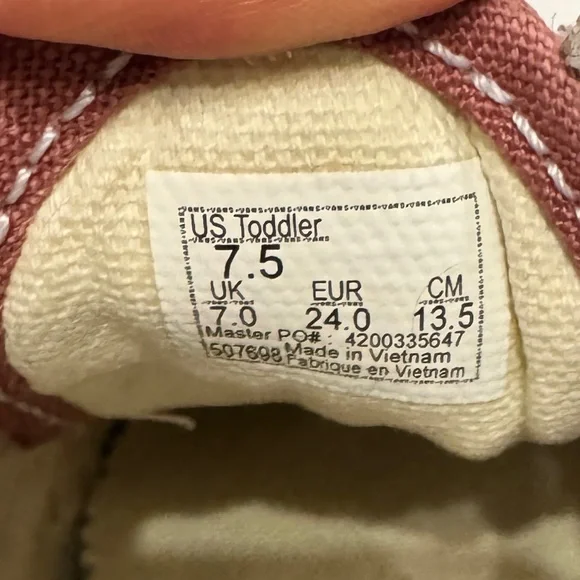 US Toddler
7.5
UK EUR CM
7.0 24.0 13.5
Master PO# : 4200335647
507698 Made in Vietnam
Fabrique en Vietnam